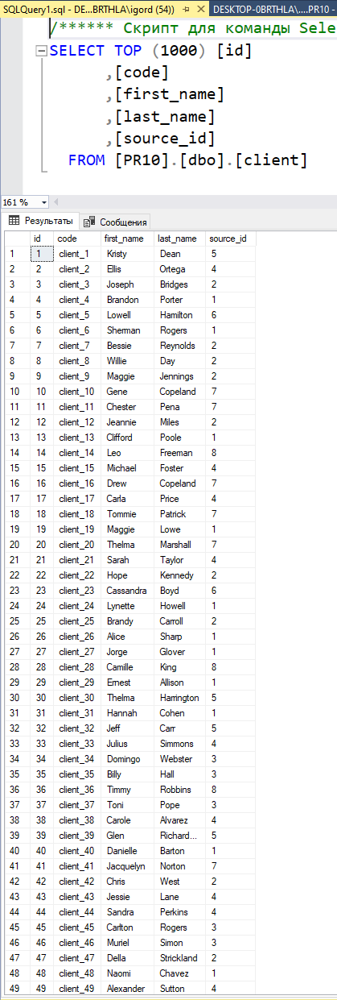 SQLQuery1.sql - DE...BRTHLA\igord (54))
DESKTOP-0BRTHLA\....PR10 -
/****** Скрипт для команды Sele
SELECT TOP (1000) [id]
,[code]
,[first_name]
,[last_name]
,[source_id]
FROM [PR10].[dbo].[client]
161 %
Результаты Сообщения
id code first_name last_name source_id
1 1 client_1 Kristy Dean 5
2 2 client_2 Ellis Ortega 4
3 3 client_3 Joseph Bridges 2
4 4 client_4 Brandon Porter 1
5 5 client_5 Lowell Hamilton 6
6 6 client_6 Sherman Rogers 1
7 7 client_7 Bessie Reynolds 2
8 8 client_8 Willie Day 2
9 9 client_9 Maggie Jennings 2
10 10 client_10 Gene Copeland 7
11 11 client_11 Chester Pena 7
12 12 client_12 Jeannie Miles 2
13 13 client_13 Clifford Poole 1
14 14 client_14 Leo Freeman 8
15 15 client_15 Michael Foster 4
16 16 client_16 Drew Copeland 7
17 17 client_17 Carla Price 4
18 18 client_18 Tommie Patrick 7
19 19 client_19 Maggie Lowe 1
20 20 client_20 Thelma Marshall 7
21 21 client_21 Sarah Taylor 4
22 22 client_22 Hope Kennedy 2
23 23 client_23 Cassandra Boyd 6
24 24 client_24 Lynette Howell 1
25 25 client_25 Brandy Carroll 2
26 26 client_26 Alice Sharp 1
27 27 client_27 Jorge Glover 1
28 28 client_28 Camille King 8
29 29 client_29 Ernest Allison 1
30 30 client_30 Thelma Harrington 5
31 31 client_31 Hannah Cohen 1
32 32 client_32 Jeff Carr 5
33 33 client_33 Julius Simmons 4
34 34 client_34 Domingo Webster 3
35 35 client_35 Billy Hall 3
36 36 client_36 Timmy Robbins 8
37 37 client_37 Toni Pope 3
38 38 client_38 Carole Alvarez 4
39 39 client_39 Glen Richard... 5
40 40 client_40 Danielle Barton 1
41 41 client_41 Jacquelyn Norton 7
42 42 client_42 Chris West 2
43 43 client_43 Jessie Lane 4
44 44 client_44 Sandra Perkins 4
45 45 client_45 Carlton Rogers 3
46 46 client_46 Muriel Simon 3
47 47 client_47 Della Strickland 2
48 48 client_48 Naomi Chavez 1
49 49 client_49 Alexander Sutton 4